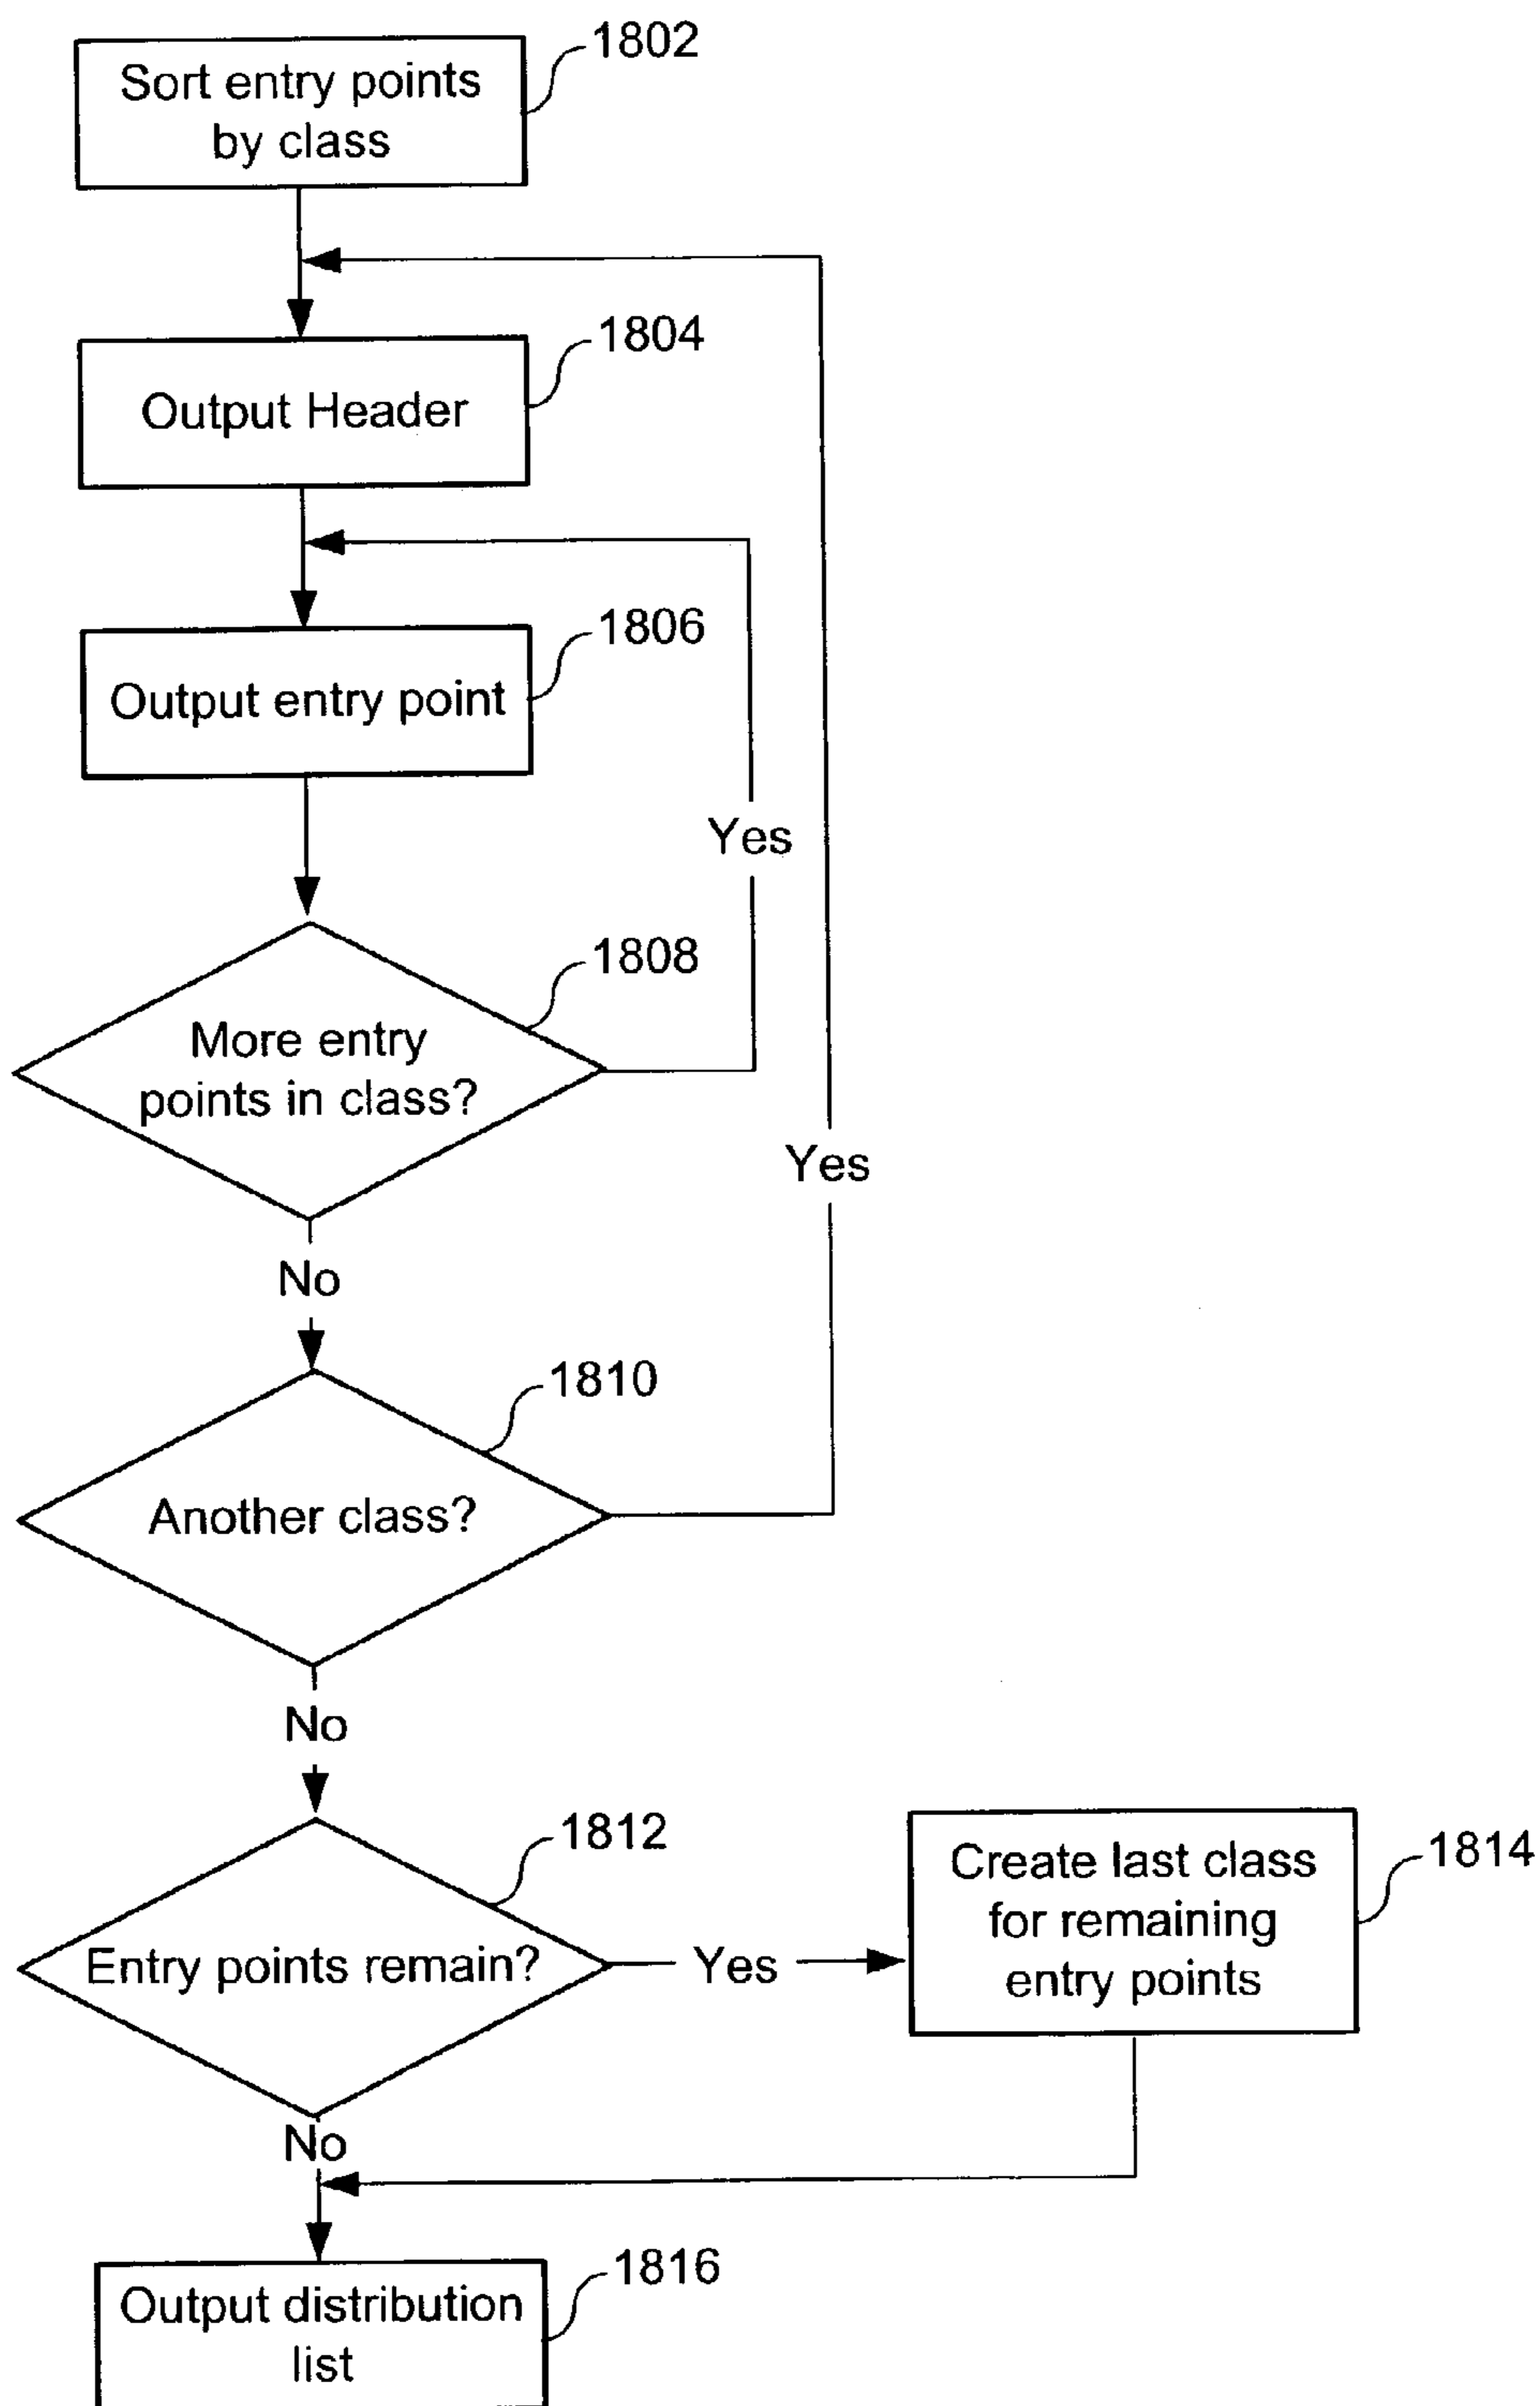 1802
Sort entry points
by class
1804
Output Header
1806
Output entry point
Yes
1808
More entry
points in class?
Yes
No
1810
Another class?
No
1812
Entry points remain?
Yes
1814
Create last class
for remaining
entry points
No
1816
Output distribution
list